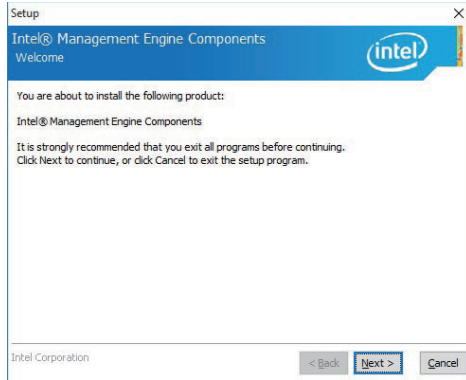 Setup
Intel® Management Engine Components
Welcome
intel
You are about to install the following product:
Intel® Management Engine Components
It is strongly recommended that you exit all programs before continuing.
Click Next to continue, or click Cancel to exit the setup program.
Intel Corporation
< Back
Next >
Cancel